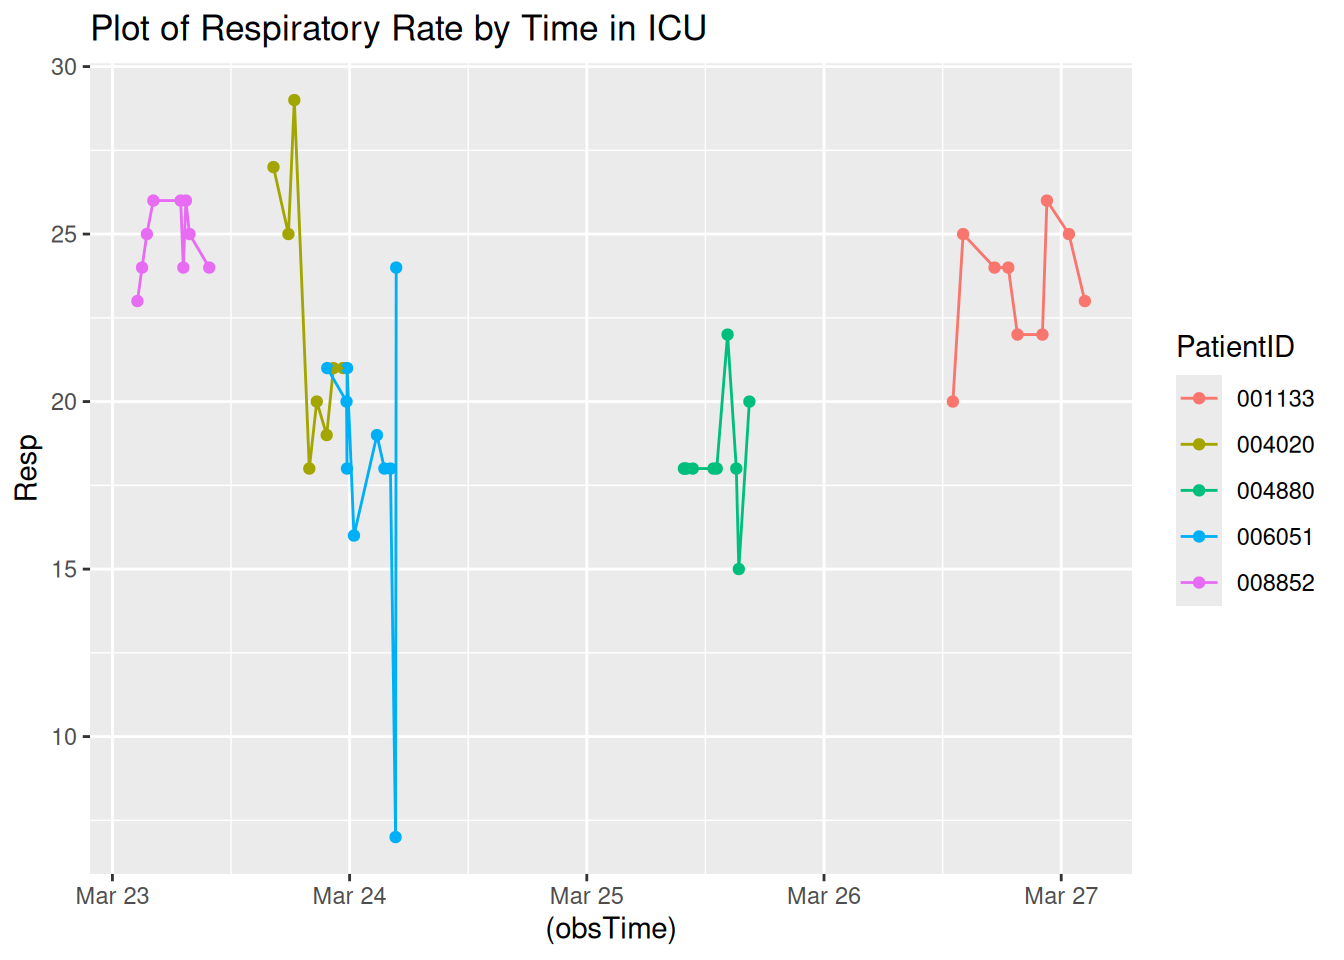 Plot of Respiratory Rate by Time in ICU
30
25
20
15
10
Resp
Mar 23
Mar 24
Mar 25
Mar 26
Mar 27
(obsTime)
PatientID
001133
004020
004880
006051
008852